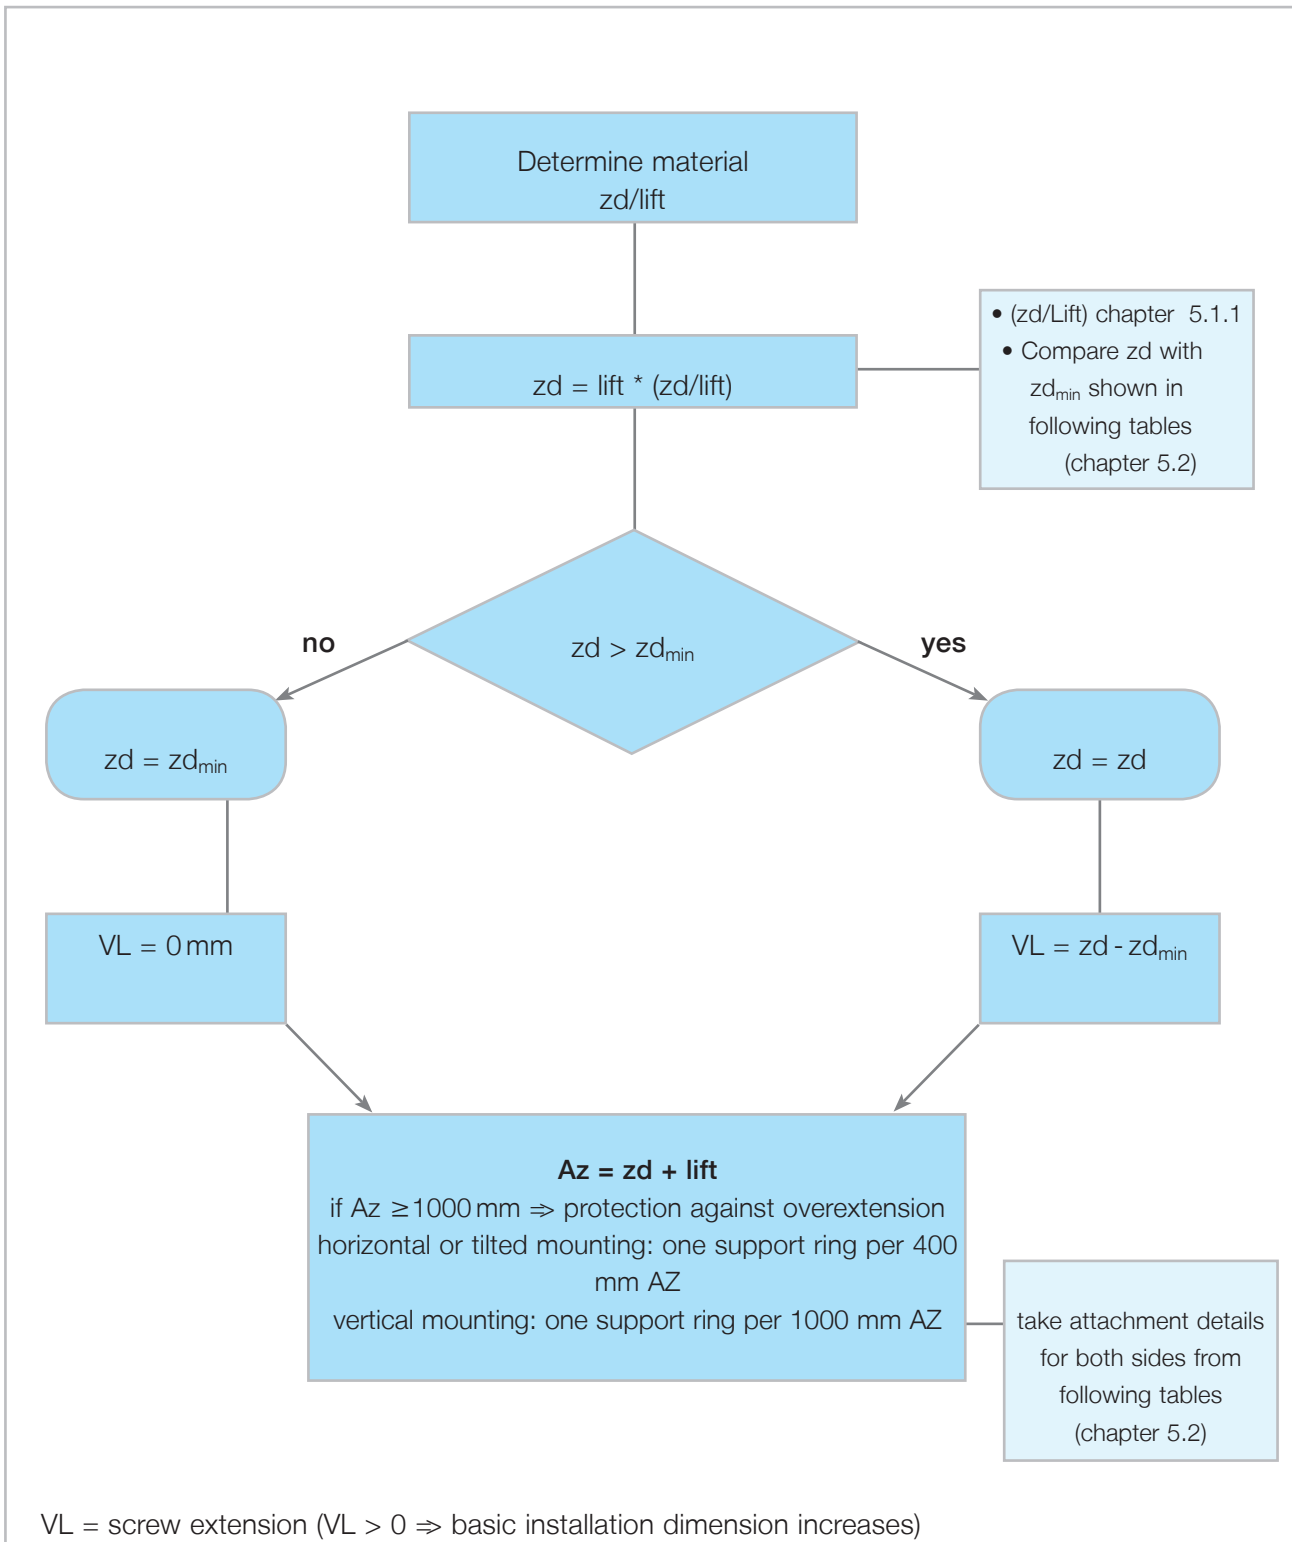 Determine material
zd/lift
• (zd/Lift) chapter 5.1.1
• Compare zd with
zdmin shown in
following tables
(chapter 5.2)
zd = lift * (zd/lift)
no
zd > zdmin
yes
zd = zdmin
zd = zd
VL = 0 mm
VL = zd - zdmin
Az = zd + lift
if Az ≥1000 mm ⇒ protection against overextension
horizontal or tilted mounting: one support ring per 400
mm AZ
vertical mounting: one support ring per 1000 mm AZ
take attachment details
for both sides from
following tables
(chapter 5.2)
VL = screw extension (VL > 0 ⇒ basic installation dimension increases)